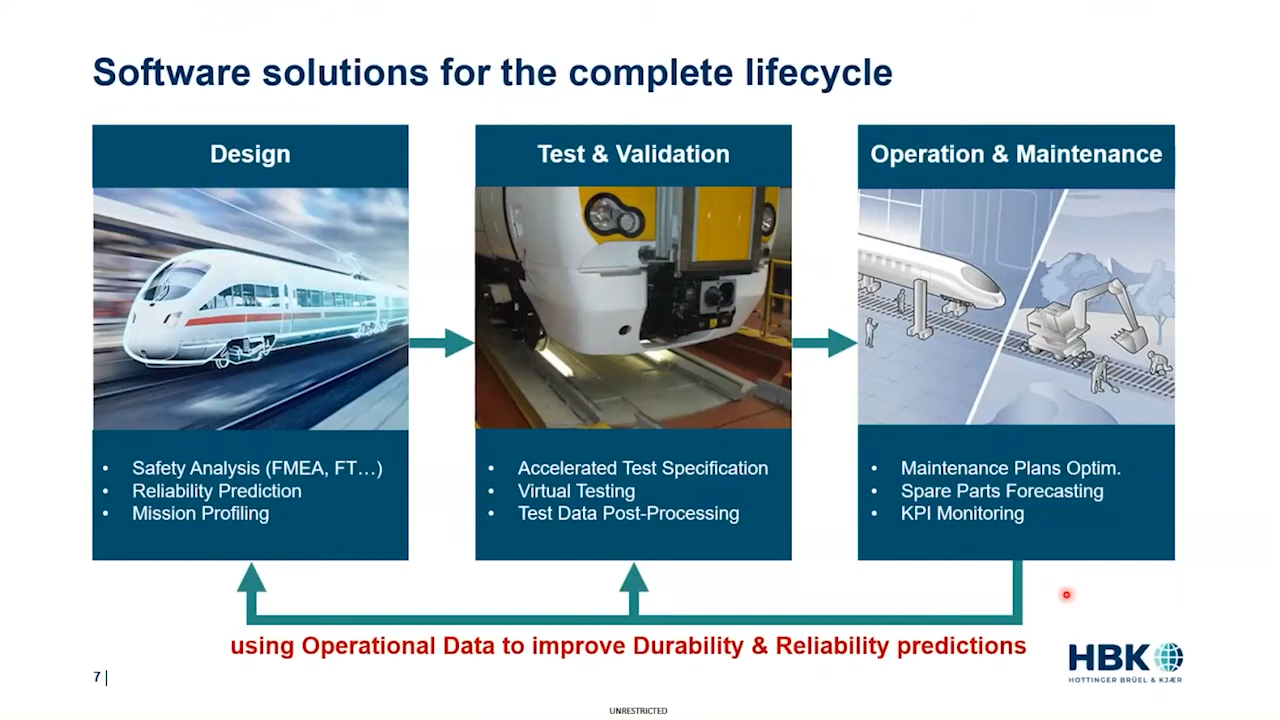 Software solutions for the complete lifecycle
Design
• Safety Analysis (FMEA, FT…)
• Reliability Prediction
• Mission Profiling
Test & Validation
• Accelerated Test Specification
• Virtual Testing
• Test Data Post-Processing
Operation & Maintenance
• Maintenance Plans Optim.
• Spare Parts Forecasting
• KPI Monitoring
using Operational Data to improve Durability & Reliability predictions
7 |
HBK
HOTTINGER BRÜEL & KJÆR
UNRESTRICTED